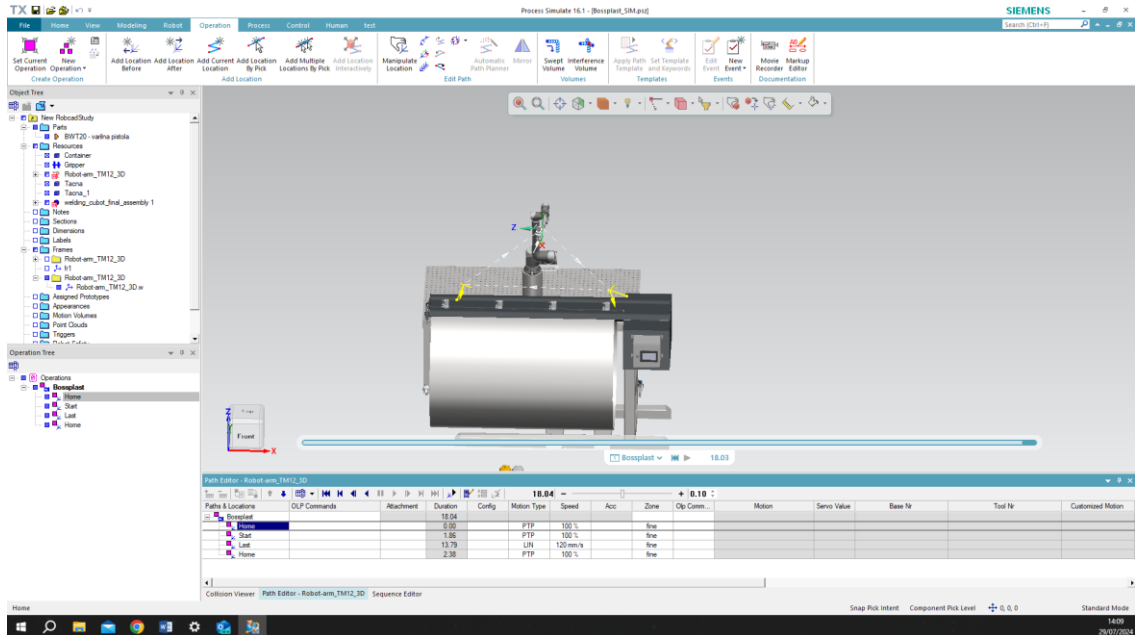 TX
Process Simulate 16.1 - [Bossplast_SIM.psz]
SIEMENS
File Home View Modeling Robot Operation Process Control Human test
Search (Ctrl+F)
Set Current Operation New Operation
Add Location Before Add Location After Add Current Location Add Location By Pick Add Multiple Locations By Pick Add Location Interactively
Manipulate Location Automatic Path Planner Mirror
Swept Volume Interference Volume
Apply Path Template Set Template and Keywords
Edit Event New Event
Movie Recorder Markup Editor
Create Operation Add Location Edit Path Volumes Templates Events Documentation
Object Tree
New RobcadStudy
Parts
BWT20 - varilna pistola
Resources
Container
Gripper
Robot-arm_TM12_3D
Tacna
Tacna_1
welding_cubot_final_assembly 1
Notes
Sections
Dimensions
Labels
Frames
Robot-arm_TM12_3D
fr1
Robot-arm_TM12_3D
Robot-arm_TM12_3D.w
Assigned Prototypes
Appearances
Motion Volumes
Point Clouds
Triggers
Operation Tree
Operations
Bossplast
Home
Start
Last
Home
Z
X
Z
Front
X
Bossplast 18.03
Path Editor - Robot-arm_TM12_3D
18.04 0.10
Paths & Locations OLP Commands Attachment Duration Config Motion Type Speed Acc Zone Olp Comm... Motion Servo Value Base Nr Tool Nr Customized Motion
Bossplast 18.04
Home 0.00 PTP 100 % fine
Start 1.86 PTP 100 % fine
Last 13.79 LIN 120 mm/s fine
Home 2.38 PTP 100 % fine
Collision Viewer Path Editor - Robot-arm_TM12_3D Sequence Editor
Home Snap Pick Intent Component Pick Level 0, 0, 0 Standard Mode
14:09
29/07/2024